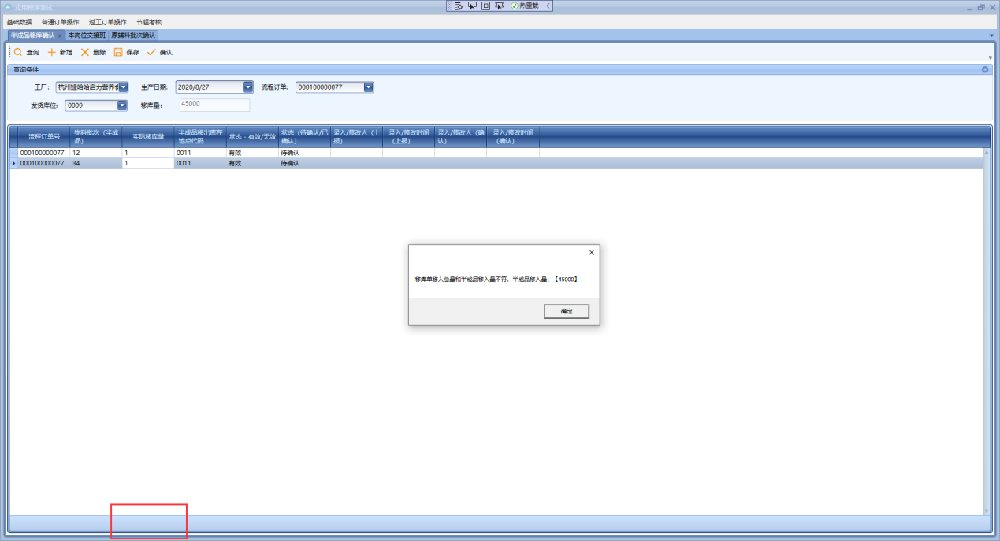 应用程序测试
热重载
基础数据 普通订单操作 返工订单操作 节超考核
半成品移库确认 本岗位交接班 原辅料批次确认
查询 新增 删除 保存 确认
查询条件
工厂: 杭州娃哈哈启力营养食 生产日期: 2020/8/27 流程订单: 000100000077
发货库位: 0009 移库量: 45000
流程订单号 物料批次（半成品） 实际移库量 半成品移出库存地点代码 状态 - 有效/无效 状态（待确认/已确认） 录入/修改人（上报） 录入/修改时间（上报） 录入/修改人（确认） 录入/修改时间（确认）
000100000077 12 1 0011 有效 待确认
000100000077 34 1 0011 有效 待确认
移库单移入总量和半成品移入量不符，半成品移入量:【45000】
确定